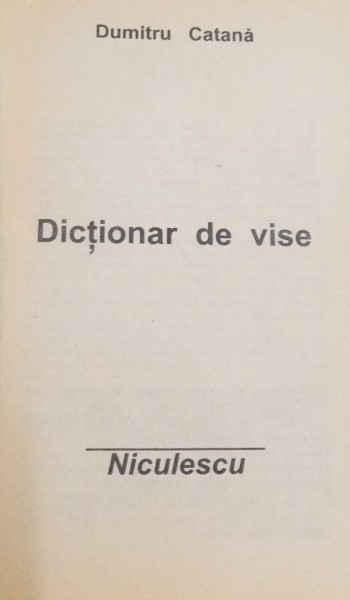 Dumitru Catană
Dicționar de vise
Niculescu